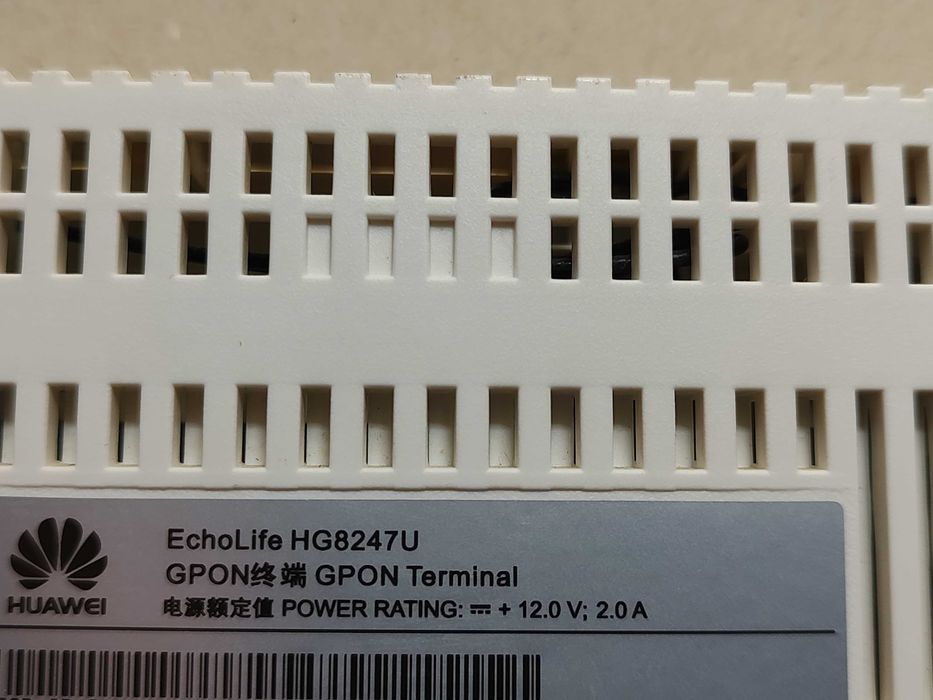 EchoLife HG8247U
GPON终端 GPON Terminal
HUAWEI
电源额定值 POWER RATING: ⎓ + 12.0 V; 2.0 A